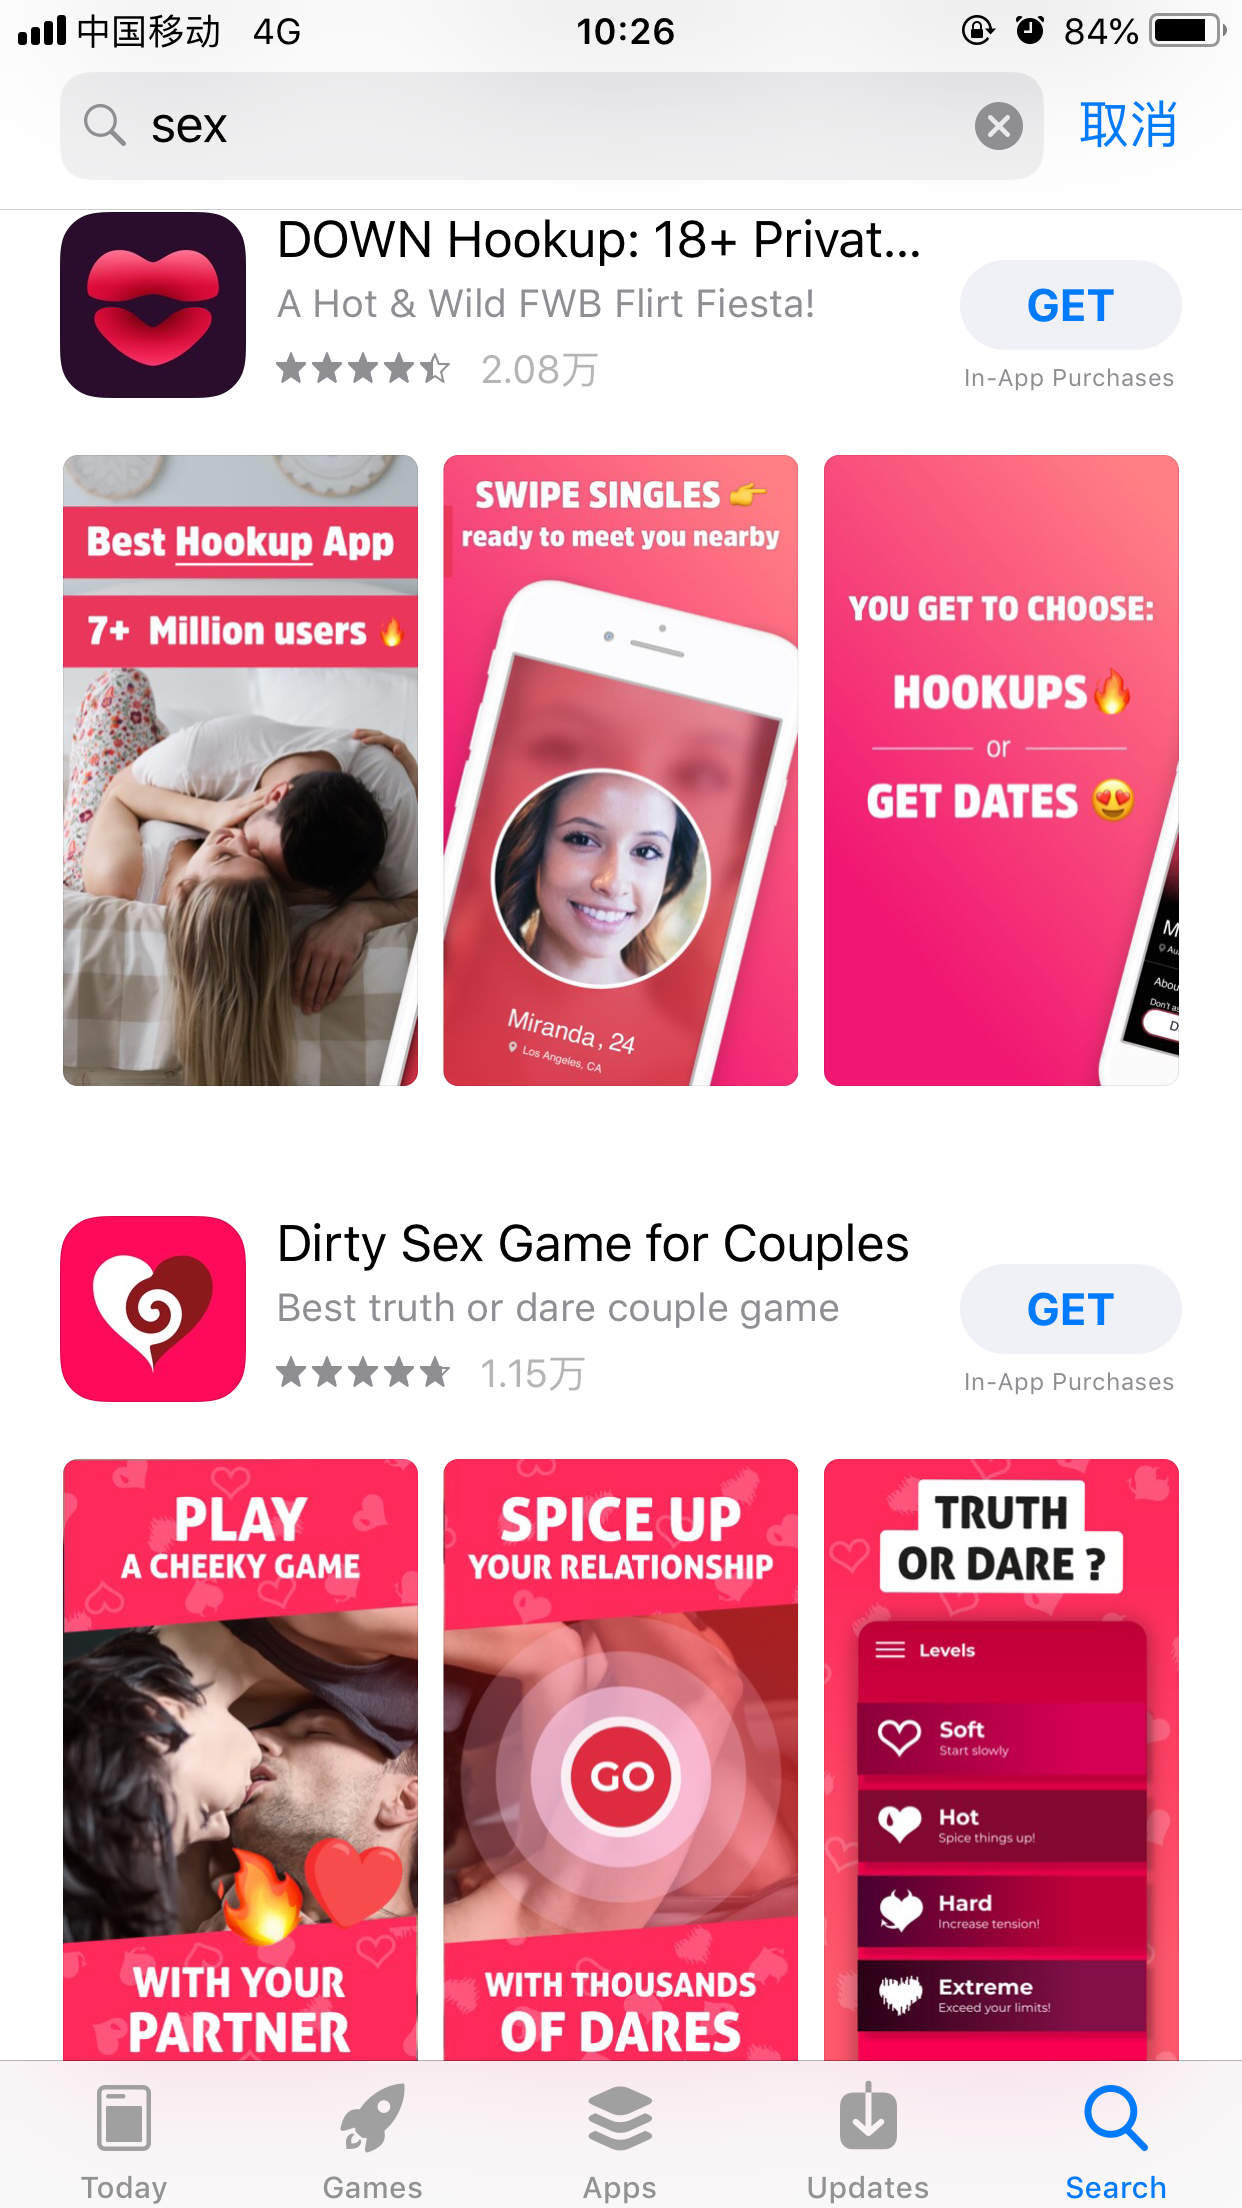 中国移动 4G 10:26 84%
sex 取消
DOWN Hookup: 18+ Privat...
A Hot & Wild FWB Flirt Fiesta!
2.08万
GET
In-App Purchases
Best Hookup App
7+ Million users
SWIPE SINGLES
ready to meet you nearby
Miranda, 24
Los Angeles, CA
YOU GET TO CHOOSE:
HOOKUPS
or
GET DATES
Dirty Sex Game for Couples
Best truth or dare couple game
1.15万
GET
In-App Purchases
PLAY
A CHEEKY GAME
WITH YOUR
PARTNER
SPICE UP
YOUR RELATIONSHIP
GO
WITH THOUSANDS
OF DARES
TRUTH
OR DARE ?
Levels
Soft
Start slowly
Hot
Spice things up!
Hard
Increase tension!
Extreme
Exceed your limits!
Today Games Apps Updates Search